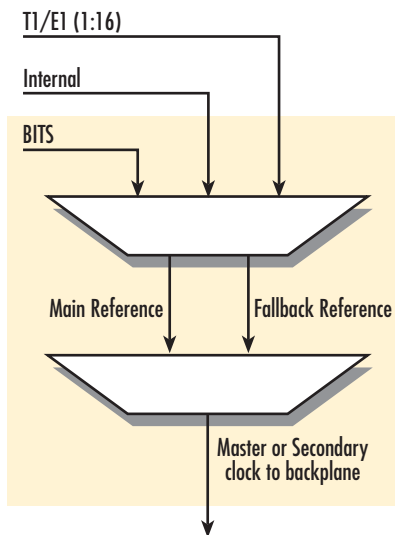 T1/E1 (1:16)
Internal
BITS
Main Reference
Fallback Reference
Master or Secondary
clock to backplane